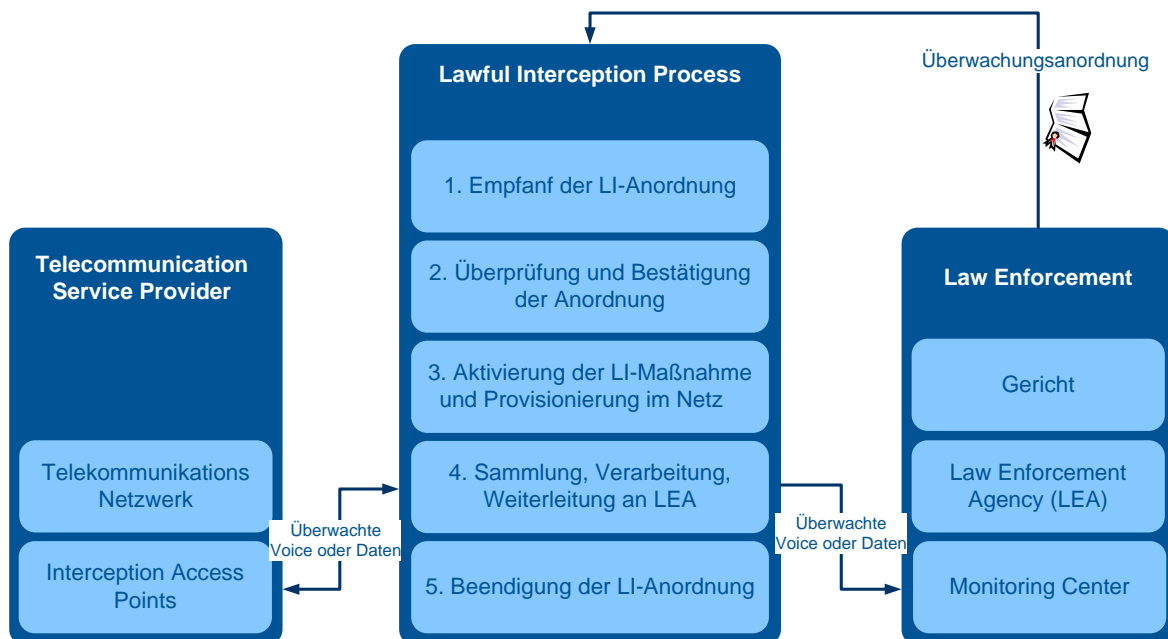 Lawful Interception Process
Überwachungsanordnung
1. Empfanf der LI-Anordnung
2. Überprüfung und Bestätigung
der Anordnung
3. Aktivierung der LI-Maßnahme
und Provisionierung im Netz
4. Sammlung, Verarbeitung,
Weiterleitung an LEA
5. Beendigung der LI-Anordnung
Telecommunication
Service Provider
Telekommunikations
Netzwerk
Interception Access
Points
Überwachte
Voice oder Daten
Überwachte
Voice oder Daten
Law Enforcement
Gericht
Law Enforcement
Agency (LEA)
Monitoring Center